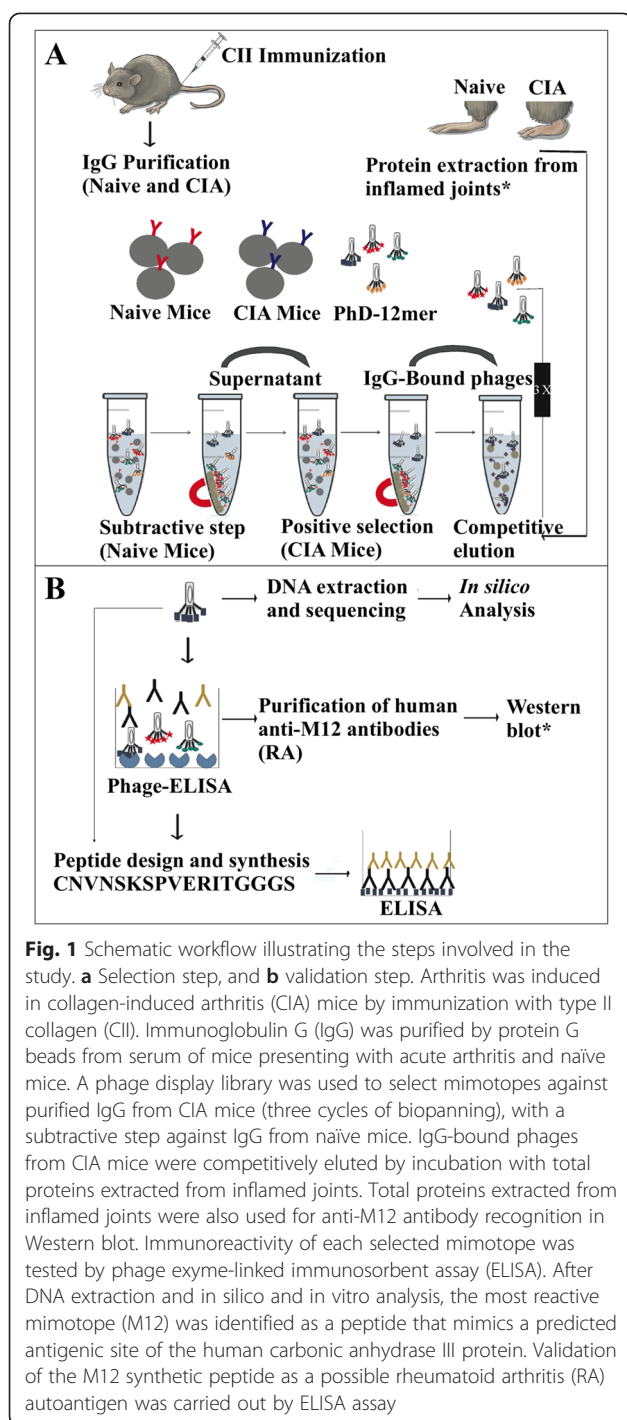 A
CII Immunization
Naive
CIA
IgG Purification
(Naive and CIA)
Protein extraction from
inflamed joints*
Naive Mice
CIA Mice
PhD-12mer
Supernatant
IgG-Bound phages
3 X
Subtractive step
(Naive Mice)
Positive selection
(CIA Mice)
Competitive
elution
B
DNA extraction
and sequencing
In silico
Analysis
Phage-ELISA
Purification of human
anti-M12 antibodies
(RA)
Western
blot*
Peptide design and synthesis
CNVNSKSPVERITGGGS
ELISA
Fig. 1 Schematic workflow illustrating the steps involved in the
study. a Selection step, and b validation step. Arthritis was induced
in collagen-induced arthritis (CIA) mice by immunization with type II
collagen (CII). Immunoglobulin G (IgG) was purified by protein G
beads from serum of mice presenting with acute arthritis and naïve
mice. A phage display library was used to select mimotopes against
purified IgG from CIA mice (three cycles of biopanning), with a
subtractive step against IgG from naïve mice. IgG-bound phages
from CIA mice were competitively eluted by incubation with total
proteins extracted from inflamed joints. Total proteins extracted from
inflamed joints were also used for anti-M12 antibody recognition in
Western blot. Immunoreactivity of each selected mimotope was
tested by phage exyme-linked immunosorbent assay (ELISA). After
DNA extraction and in silico and in vitro analysis, the most reactive
mimotope (M12) was identified as a peptide that mimics a predicted
antigenic site of the human carbonic anhydrase III protein. Validation
of the M12 synthetic peptide as a possible rheumatoid arthritis (RA)
autoantigen was carried out by ELISA assay